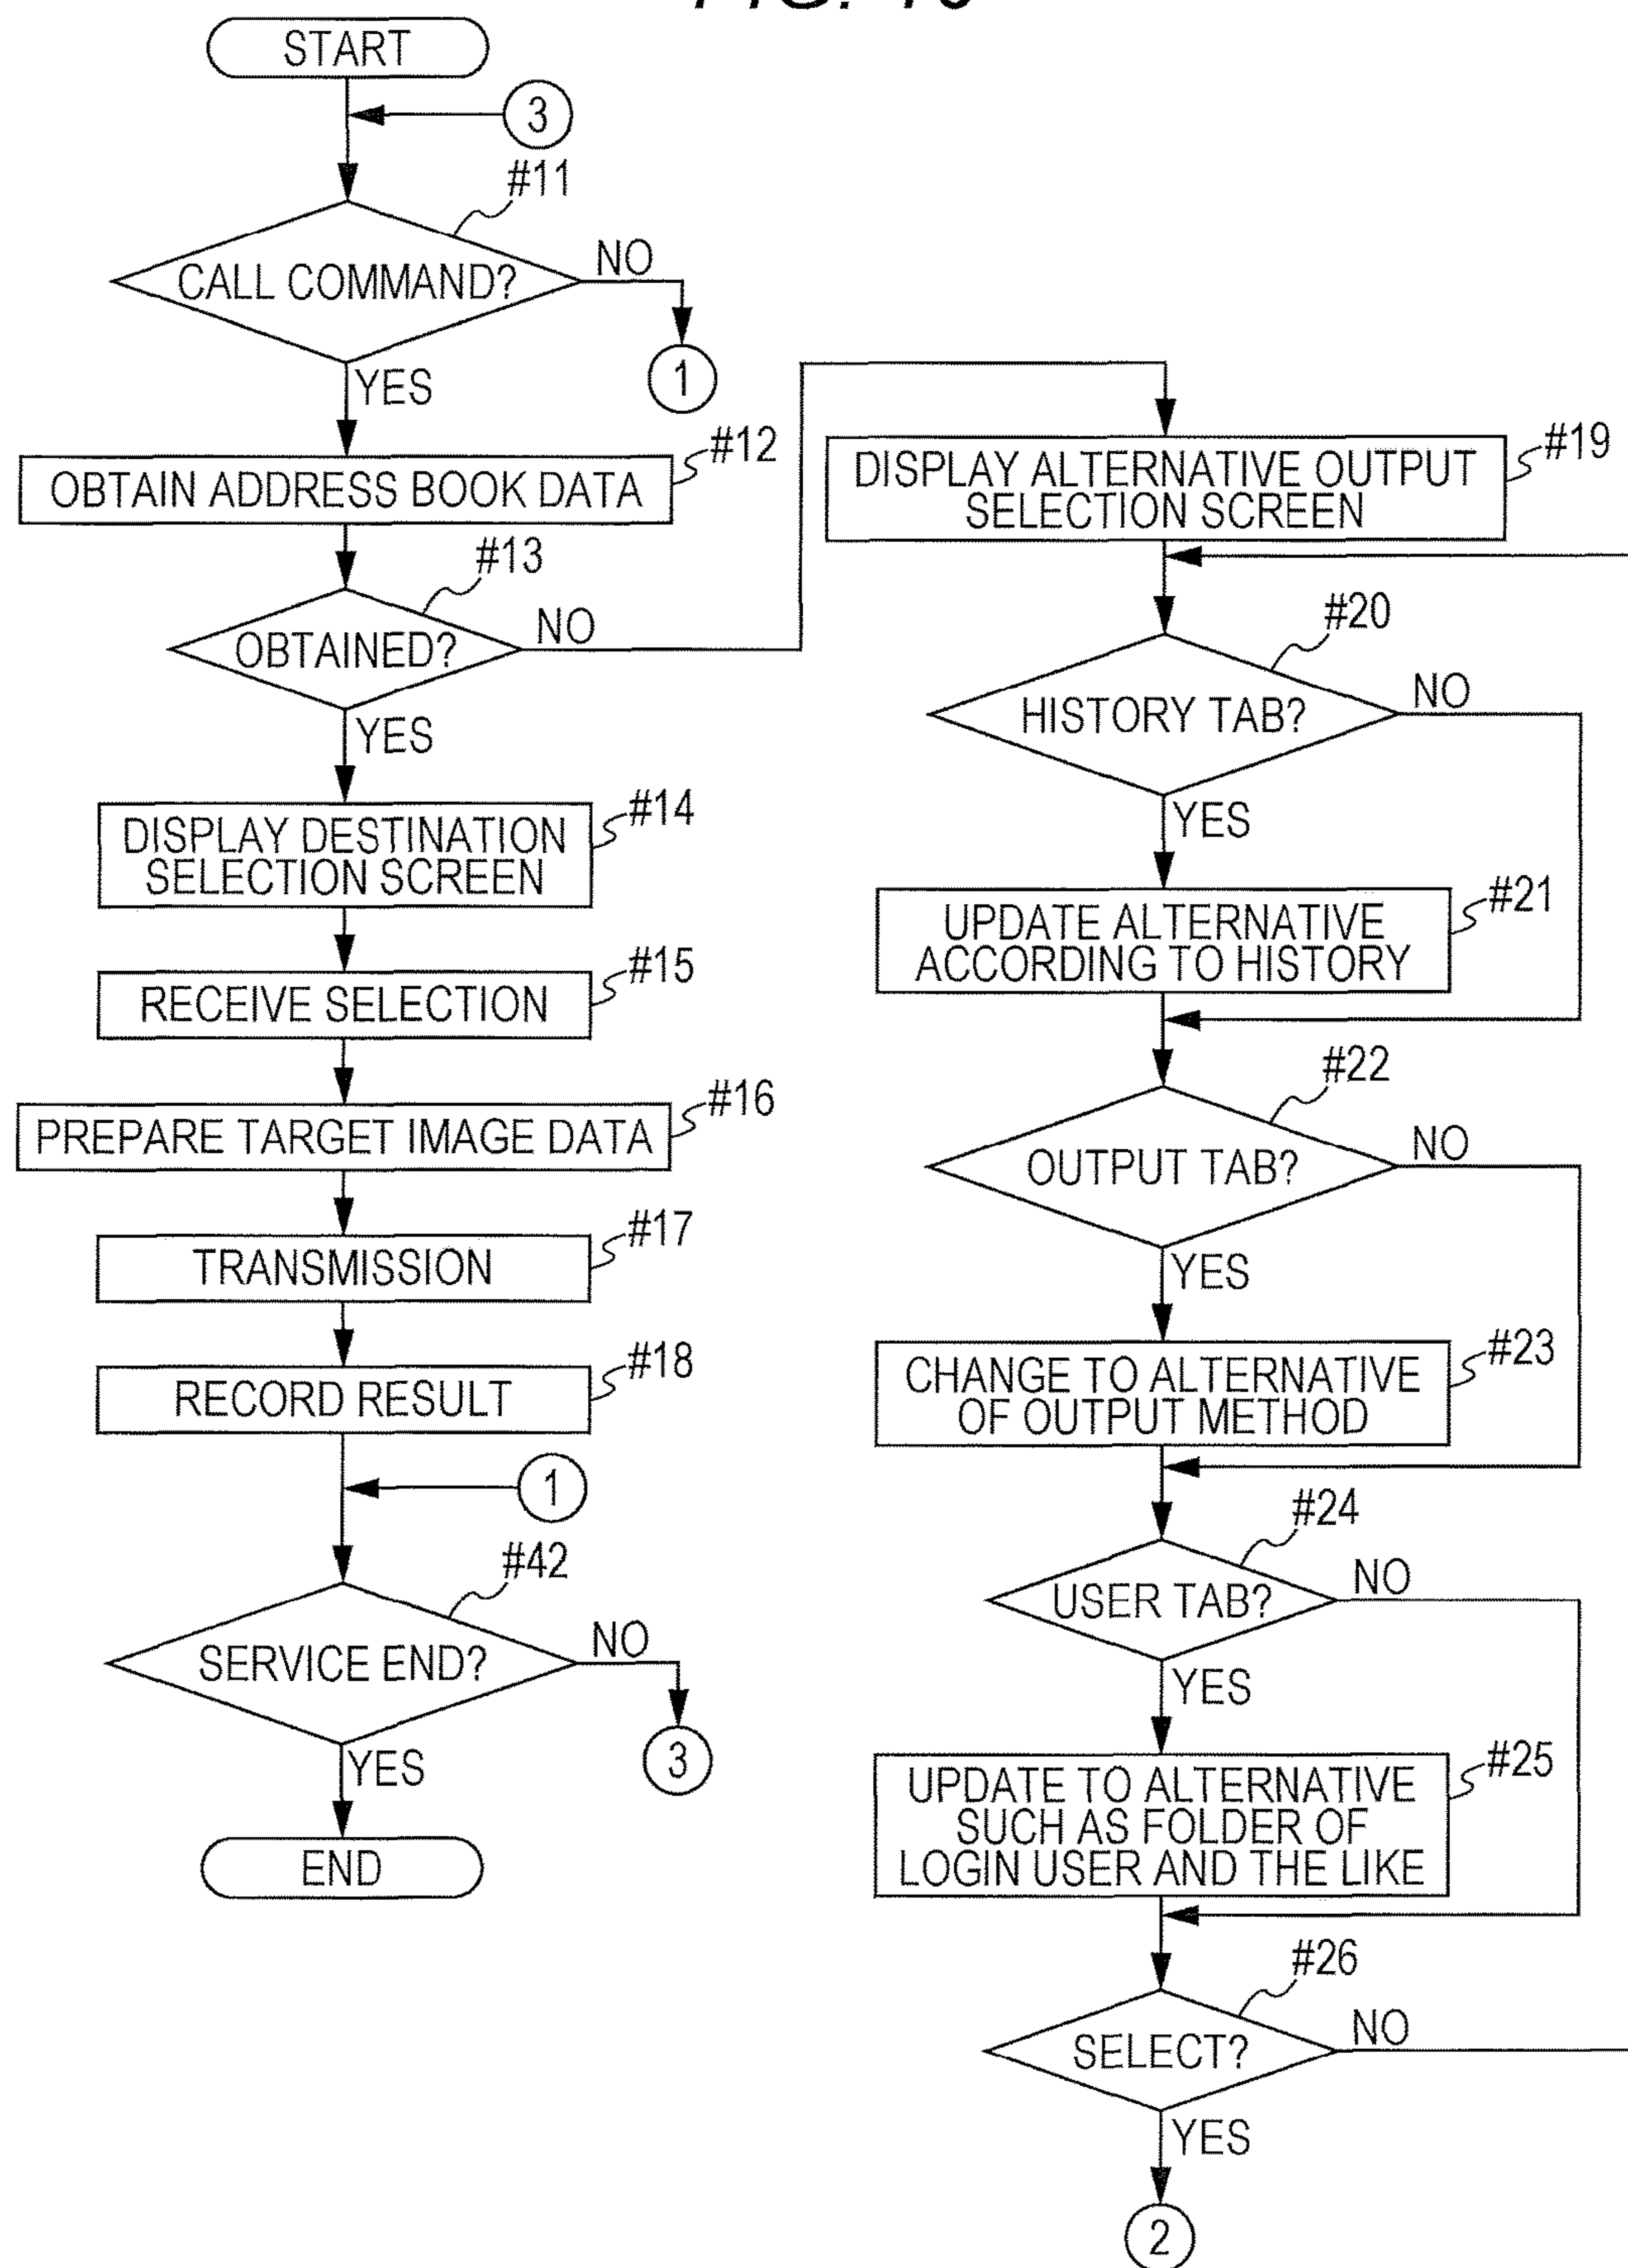 START
3
#11
CALL COMMAND?
NO
1
YES
#12
OBTAIN ADDRESS BOOK DATA
#13
OBTAINED?
NO
YES
#14
DISPLAY DESTINATION
SELECTION SCREEN
#15
RECEIVE SELECTION
#16
PREPARE TARGET IMAGE DATA
#17
TRANSMISSION
#18
RECORD RESULT
1
#42
SERVICE END?
NO
3
YES
END
#19
DISPLAY ALTERNATIVE OUTPUT
SELECTION SCREEN
#20
HISTORY TAB?
NO
YES
#21
UPDATE ALTERNATIVE
ACCORDING TO HISTORY
#22
OUTPUT TAB?
NO
YES
#23
CHANGE TO ALTERNATIVE
OF OUTPUT METHOD
#24
USER TAB?
NO
YES
#25
UPDATE TO ALTERNATIVE
SUCH AS FOLDER OF
LOGIN USER AND THE LIKE
#26
SELECT?
NO
YES
2